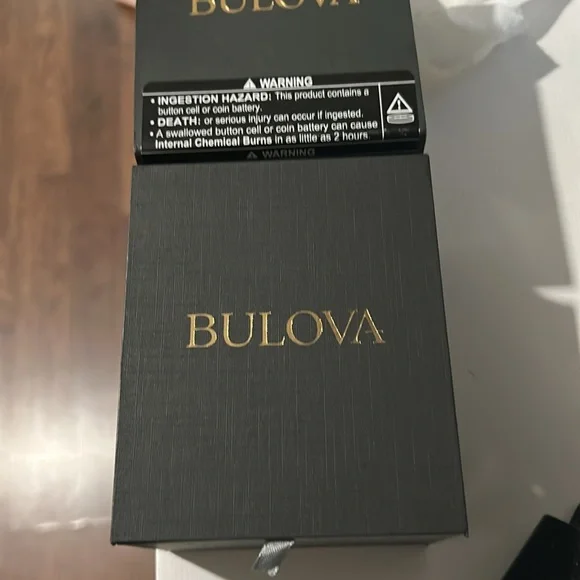 BULOVA
⚠ WARNING
• INGESTION HAZARD: This product contains a
button cell or coin battery.
• DEATH: or serious injury can occur if ingested.
• A swallowed button cell or coin battery can cause
Internal Chemical Burns in as little as 2 hours
⚠ WARNING
BULOVA